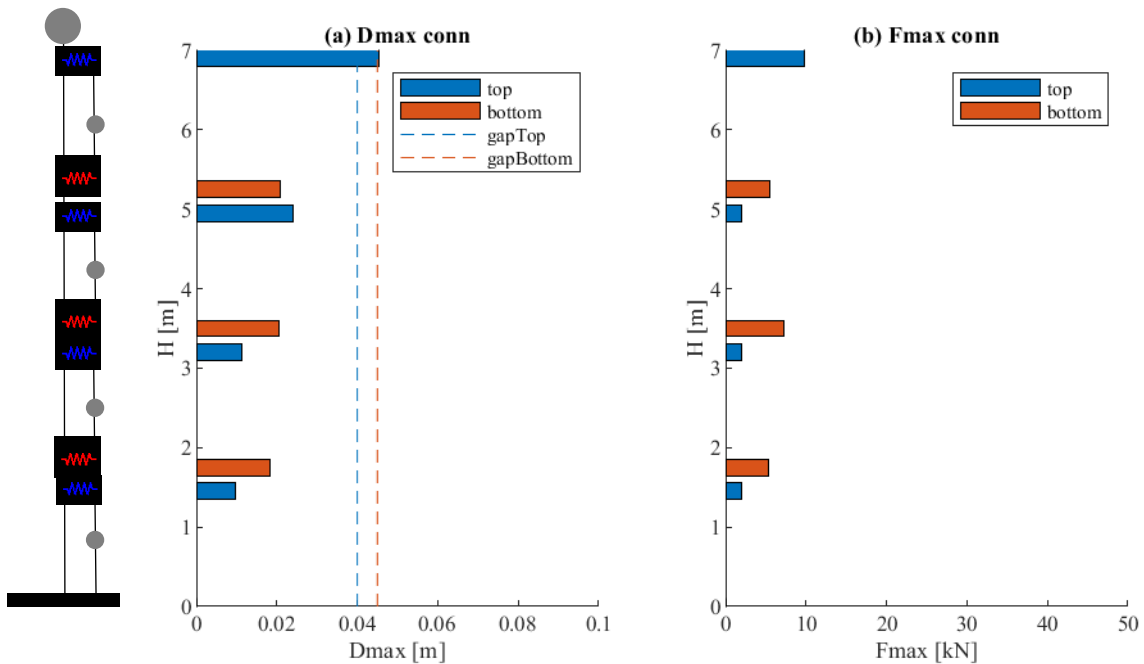 (a) Dmax conn
7
6
5
4
3
2
1
0
H [m]
0 0.02 0.04 0.06 0.08 0.1
Dmax [m]
top
bottom
gapTop
gapBottom
(b) Fmax conn
7
6
5
4
3
2
1
0
H [m]
0 10 20 30 40 50
Fmax [kN]
top
bottom